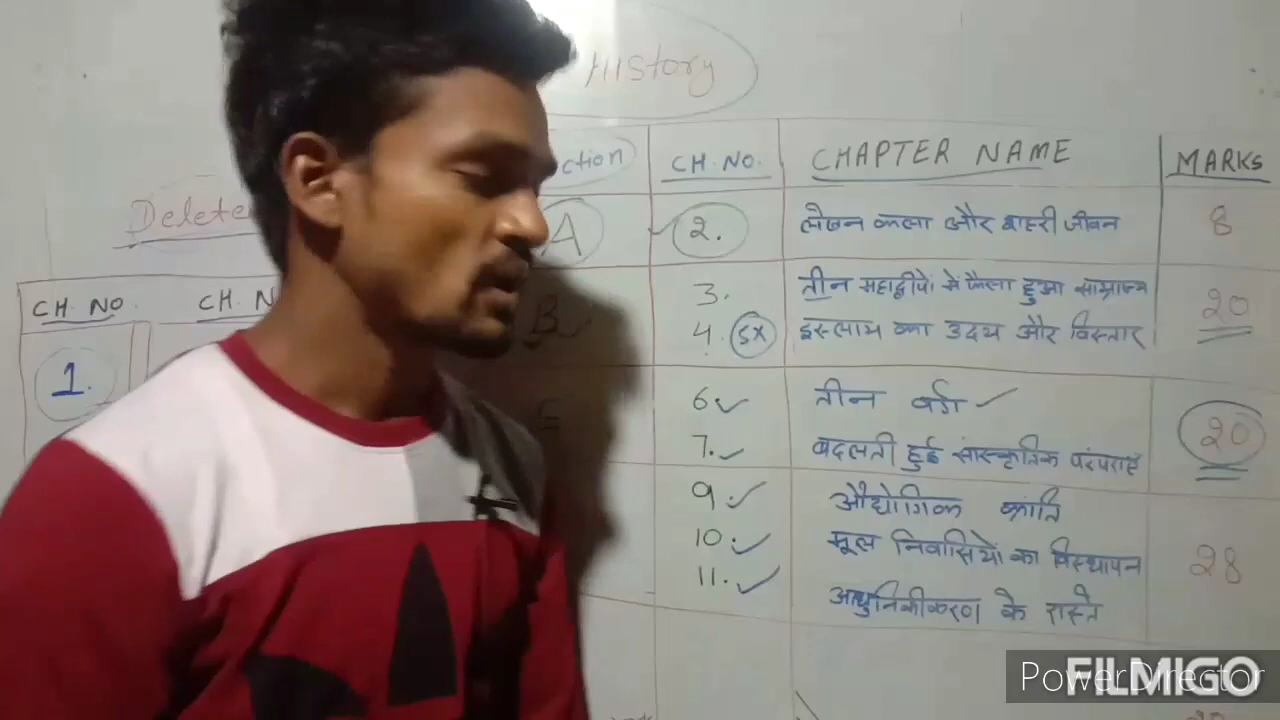 History
ction CH. NO. CHAPTER NAME MARKS
Delete
A 2. लेखन कला और शहरी जीवन 8
CH. NO. CH. N
B 3. तीन महाद्वीपों में फैला हुआ साम्राज्य 20
4. 5X इस्लाम का उदय और विस्तार
1.
6. तीन वर्ग 20
7. बदलती हुई सांस्कृतिक परंपराएँ
9. औद्योगिक क्रांति
10. मूल निवासियों का विस्थापन 28
11. आधुनिकीकरण के रास्ते
PowerDirector
FILMIGO